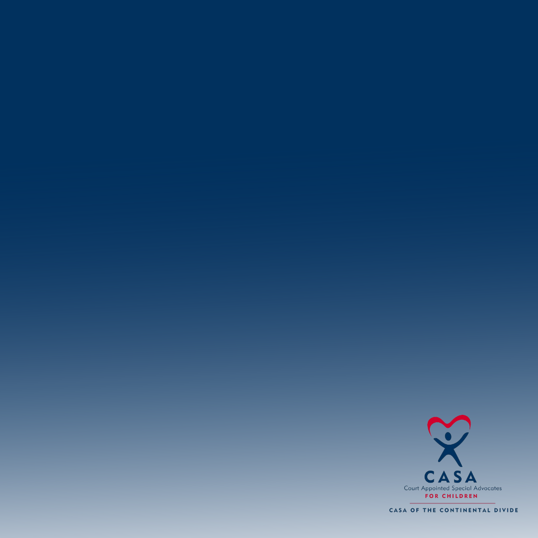 CASA
Court Appointed Special Advocates
FOR CHILDREN
CASA OF THE CONTINENTAL DIVIDE